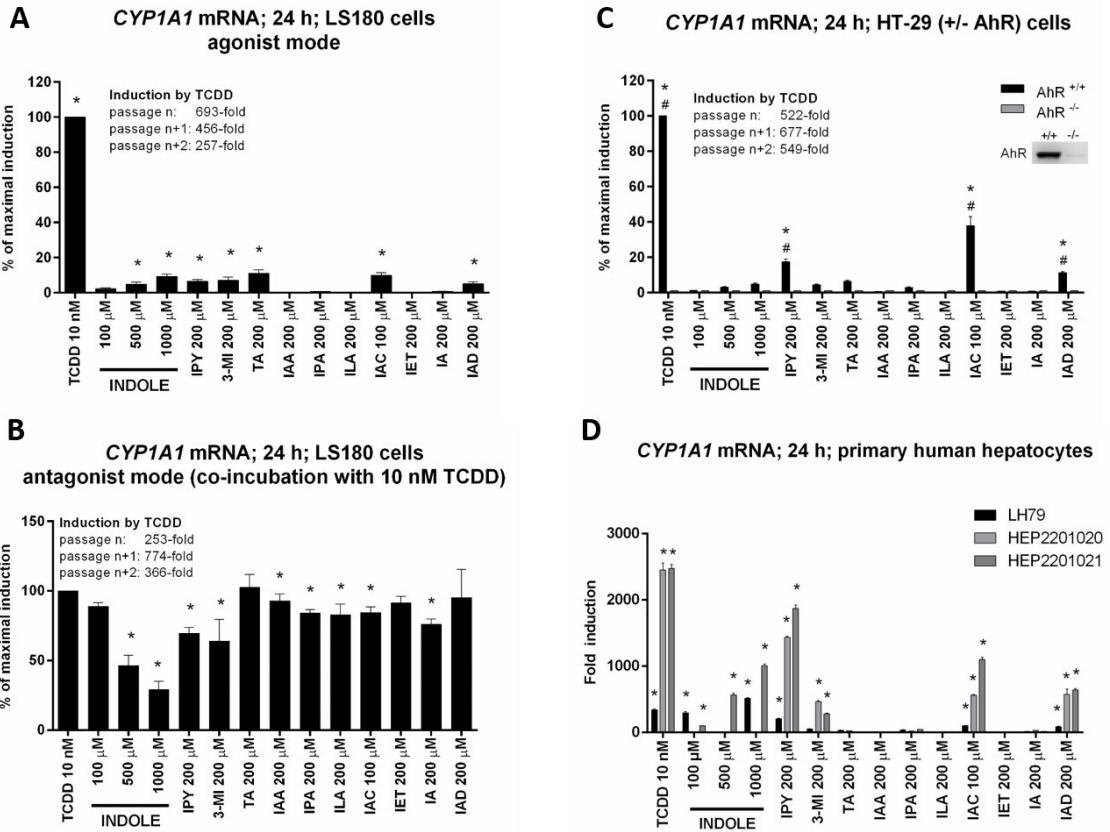 A
CYP1A1 mRNA; 24 h; LS180 cells
agonist mode
% of maximal induction
120
100
80
60
40
20
0
Induction by TCDD
passage n: 693-fold
passage n+1: 456-fold
passage n+2: 257-fold
* * * * * * * *
TCDD 10 nM
100 μM
500 μM
1000 μM
IPY 200 μM
3-MI 200 μM
TA 200 μM
IAA 200 μM
IPA 200 μM
ILA 200 μM
IAC 100 μM
IET 200 μM
IA 200 μM
IAD 200 μM
INDOLE
B
CYP1A1 mRNA; 24 h; LS180 cells
antagonist mode (co-incubation with 10 nM TCDD)
% of maximal induction
150
100
50
0
Induction by TCDD
passage n: 253-fold
passage n+1: 774-fold
passage n+2: 366-fold
* * * * * * * * *
TCDD 10 nM
100 μM
500 μM
1000 μM
IPY 200 μM
3-MI 200 μM
TA 200 μM
IAA 200 μM
IPA 200 μM
ILA 200 μM
IAC 100 μM
IET 200 μM
IA 200 μM
IAD 200 μM
INDOLE
C
CYP1A1 mRNA; 24 h; HT-29 (+/- AhR) cells
% of maximal induction
120
100
80
60
40
20
0
Induction by TCDD
passage n: 522-fold
passage n+1: 677-fold
passage n+2: 549-fold
AhR +/+
AhR -/-
+/+ -/-
AhR
* * * *
# # # #
TCDD 10 nM
100 μM
500 μM
1000 μM
IPY 200 μM
3-MI 200 μM
TA 200 μM
IAA 200 μM
IPA 200 μM
ILA 200 μM
IAC 100 μM
IET 200 μM
IA 200 μM
IAD 200 μM
INDOLE
D
CYP1A1 mRNA; 24 h; primary human hepatocytes
Fold induction
3000
2000
1000
0
LH79
HEP2201020
HEP2201021
* * * * * * * * * * * * * * * * * * * *
TCDD 10 nM
100 μM
500 μM
1000 μM
IPY 200 μM
3-MI 200 μM
TA 200 μM
IAA 200 μM
IPA 200 μM
ILA 200 μM
IAC 100 μM
IET 200 μM
IA 200 μM
IAD 200 μM
INDOLE